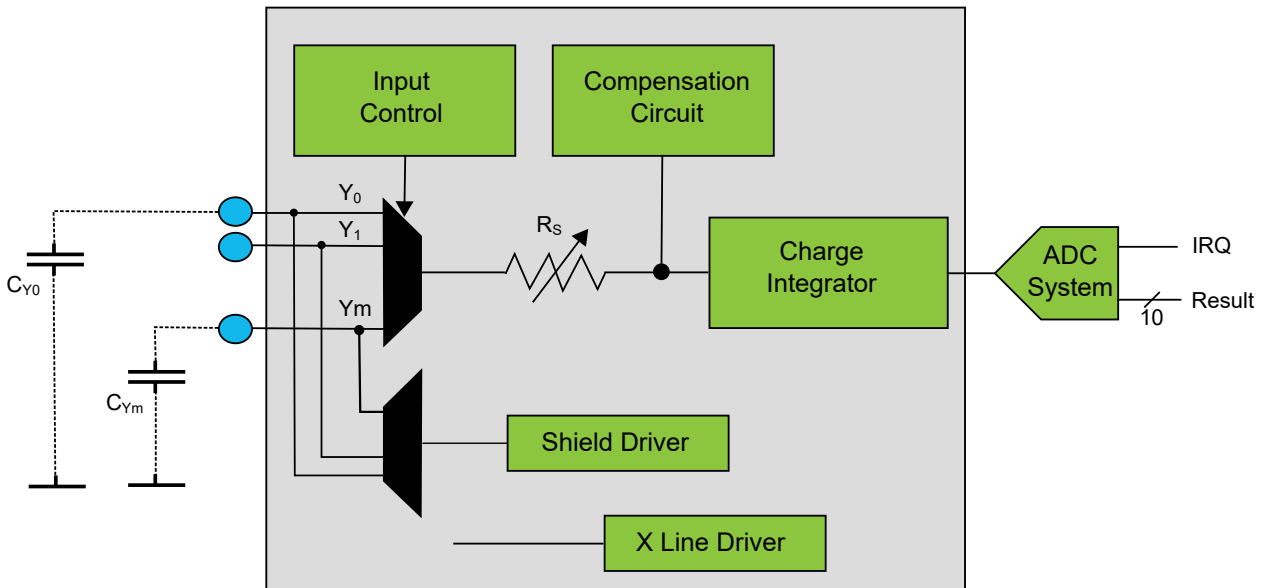 Input
Control
Compensation
Circuit
Y0
Y1
Ym
RS
Charge
Integrator
ADC
System
IRQ
Result
10
CY0
CYm
Shield Driver
X Line Driver